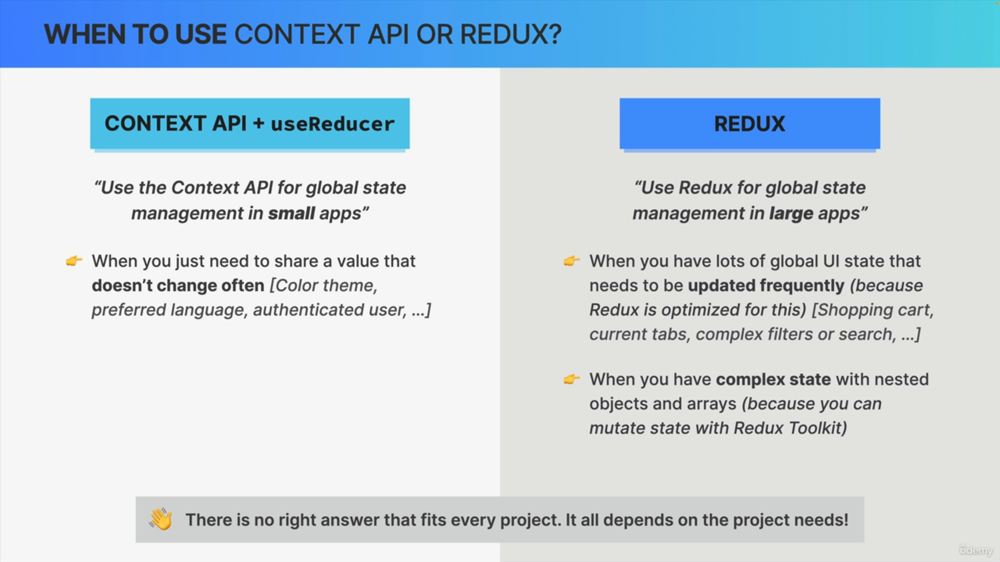 WHEN TO USE CONTEXT API OR REDUX?
CONTEXT API + useReducer
“Use the Context API for global state
management in small apps”
👉 When you just need to share a value that
doesn’t change often [Color theme,
preferred language, authenticated user, …]
REDUX
“Use Redux for global state
management in large apps”
👉 When you have lots of global UI state that
needs to be updated frequently (because
Redux is optimized for this) [Shopping cart,
current tabs, complex filters or search, …]
👉 When you have complex state with nested
objects and arrays (because you can
mutate state with Redux Toolkit)
👋 There is no right answer that fits every project. It all depends on the project needs!
ûdemy